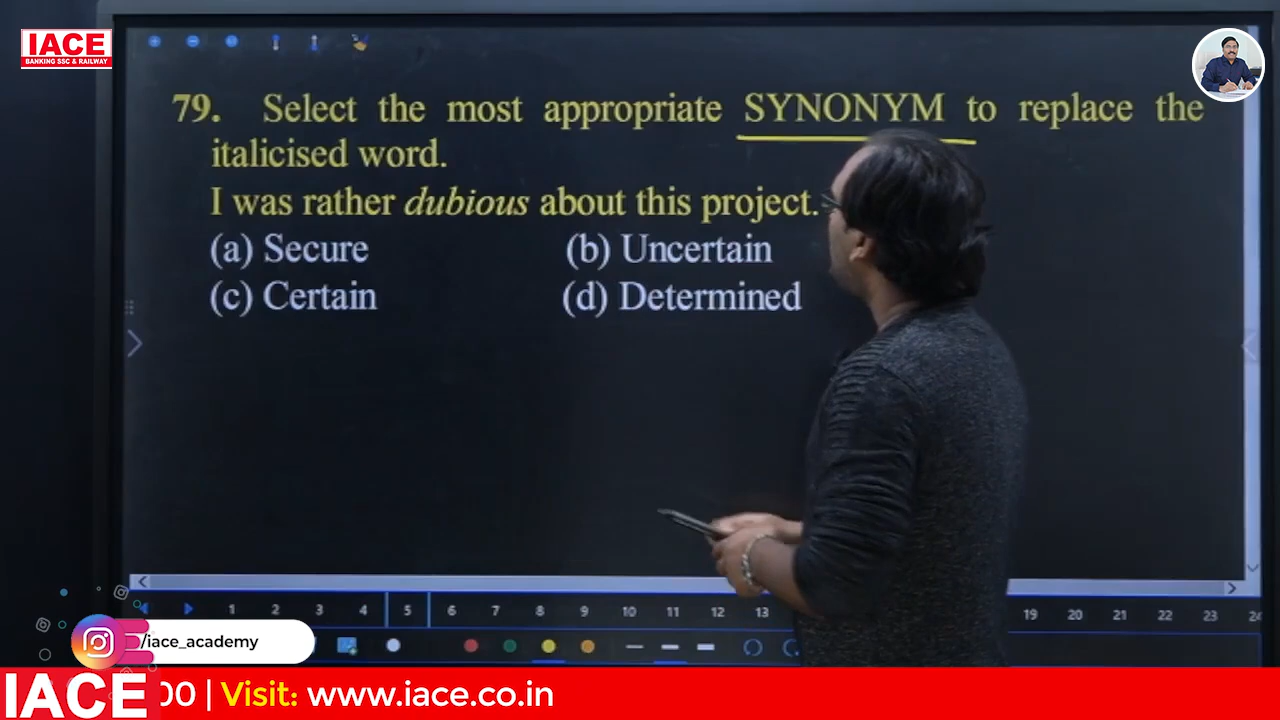 IACE
BANKING SSC & RAILWAY
79. Select the most appropriate SYNONYM to replace the
italicised word.
I was rather dubious about this project.
(a) Secure (b) Uncertain
(c) Certain (d) Determined
1 2 3 4 5 6 7 8 9 10 11 12 13 19 20 21 22 23 24
/iace_academy
IACE 00 | Visit: www.iace.co.in